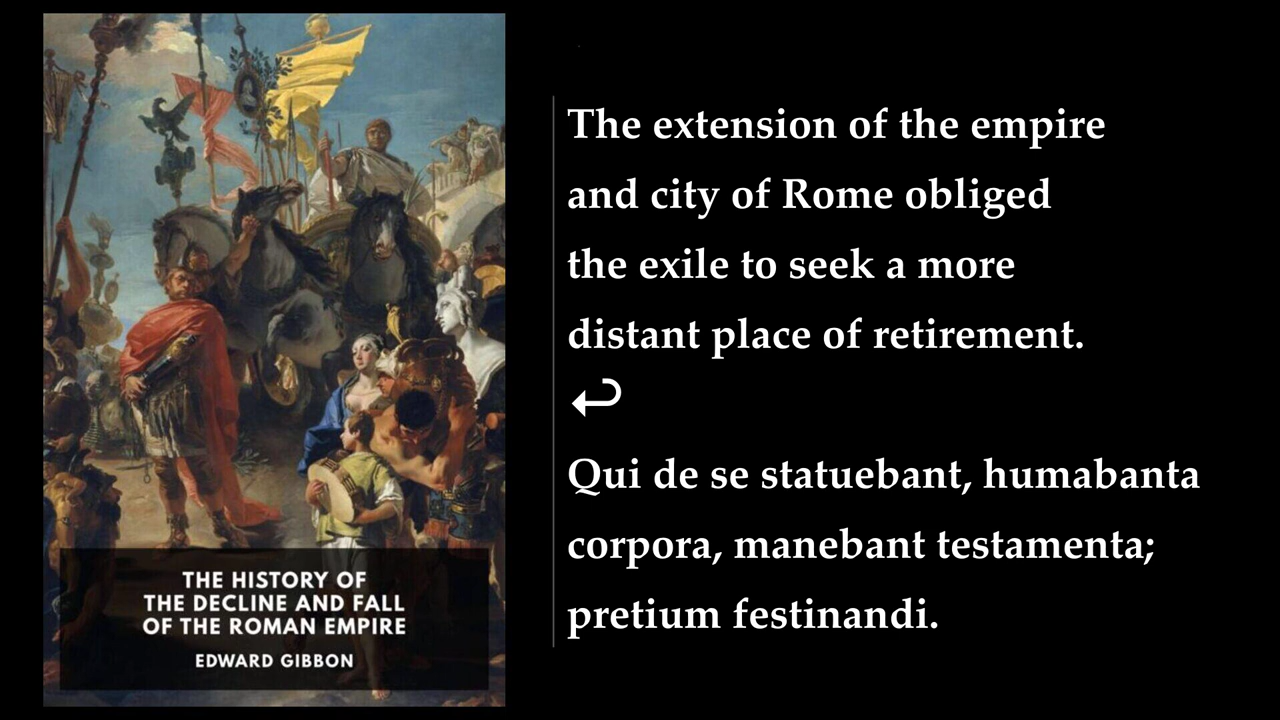 THE HISTORY OF
THE DECLINE AND FALL
OF THE ROMAN EMPIRE
EDWARD GIBBON
The extension of the empire
and city of Rome obliged
the exile to seek a more
distant place of retirement.
↩
Qui de se statuebant, humabanta
corpora, manebant testamenta;
pretium festinandi.